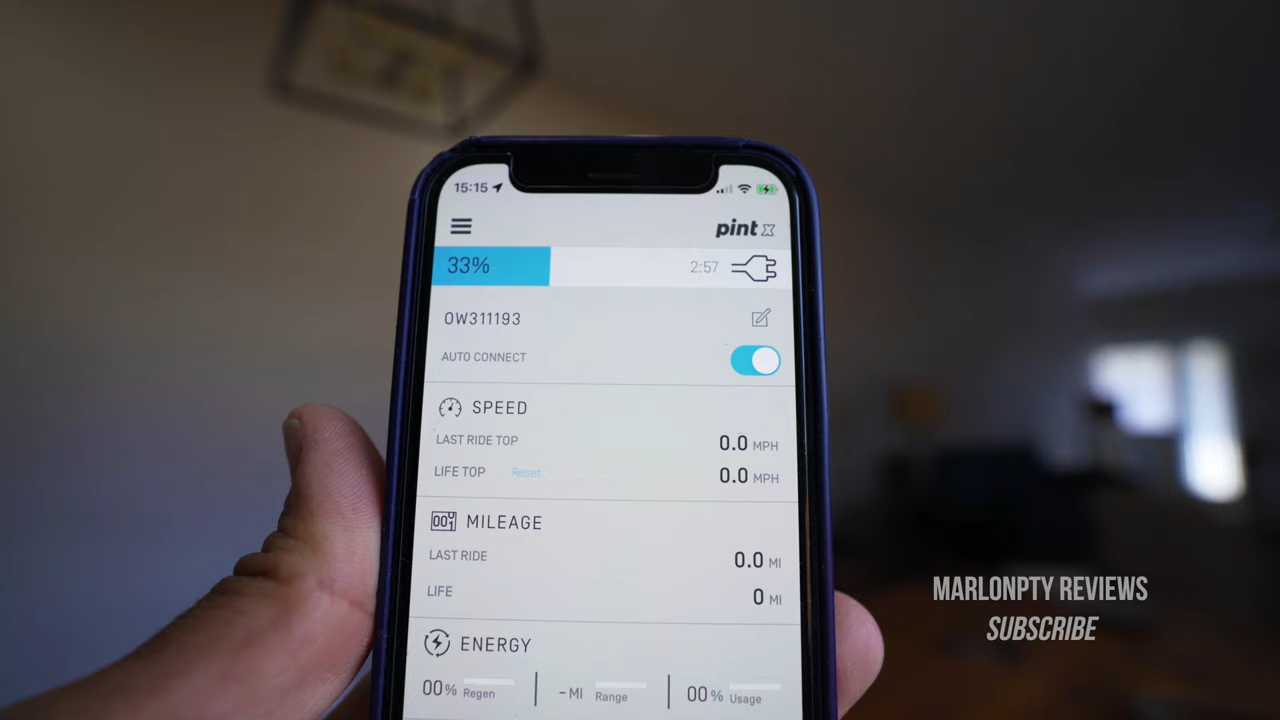 15:15
pint x
33% 2:57
OW311193
AUTO CONNECT
SPEED
LAST RIDE TOP 0.0 MPH
LIFE TOP Reset 0.0 MPH
MILEAGE
LAST RIDE 0.0 MI
LIFE 0 MI
ENERGY
00% Regen -MI Range 00% Usage
MARLONPTY REVIEWS
SUBSCRIBE